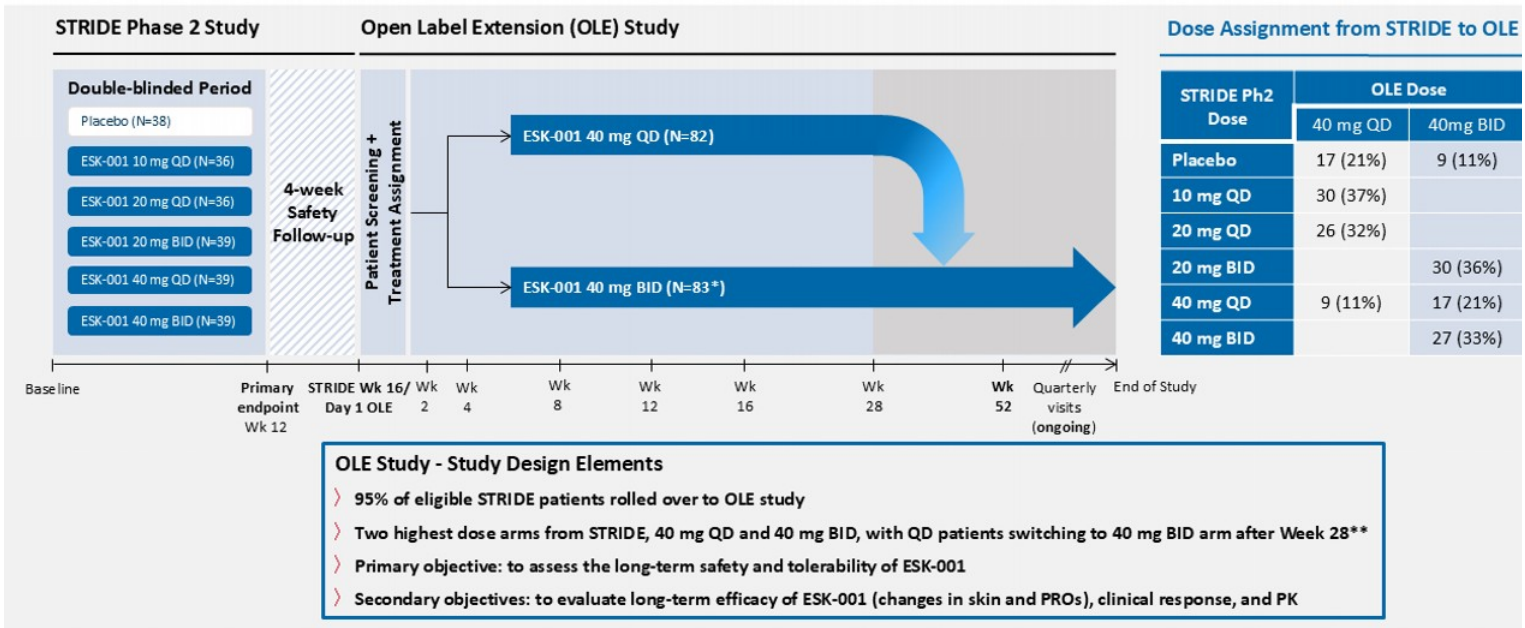 STRIDE Phase 2 Study
Open Label Extension (OLE) Study
Dose Assignment from STRIDE to OLE
Double-blinded Period
Placebo (N=38)
ESK-001 10 mg QD (N=36)
ESK-001 20 mg QD (N=36)
ESK-001 20 mg BID (N=39)
ESK-001 40 mg QD (N=39)
ESK-001 40 mg BID (N=39)
4-week
Safety
Follow-up
Patient Screening +
Treatment Assignment
ESK-001 40 mg QD (N=82)
ESK-001 40 mg BID (N=83*)
Baseline
Primary
endpoint
Wk 12
STRIDE Wk 16/
Day 1 OLE
Wk
2
Wk
4
Wk
8
Wk
12
Wk
16
Wk
28
Wk
52
Quarterly
visits
(ongoing)
End of Study
STRIDE Ph2
Dose
OLE Dose
40 mg QD 40mg BID
Placebo 17 (21%) 9 (11%)
10 mg QD 30 (37%)
20 mg QD 26 (32%)
20 mg BID 30 (36%)
40 mg QD 9 (11%) 17 (21%)
40 mg BID 27 (33%)
OLE Study - Study Design Elements
〉 95% of eligible STRIDE patients rolled over to OLE study
〉 Two highest dose arms from STRIDE, 40 mg QD and 40 mg BID, with QD patients switching to 40 mg BID arm after Week 28**
〉 Primary objective: to assess the long-term safety and tolerability of ESK-001
〉 Secondary objectives: to evaluate long-term efficacy of ESK-001 (changes in skin and PROs), clinical response, and PK